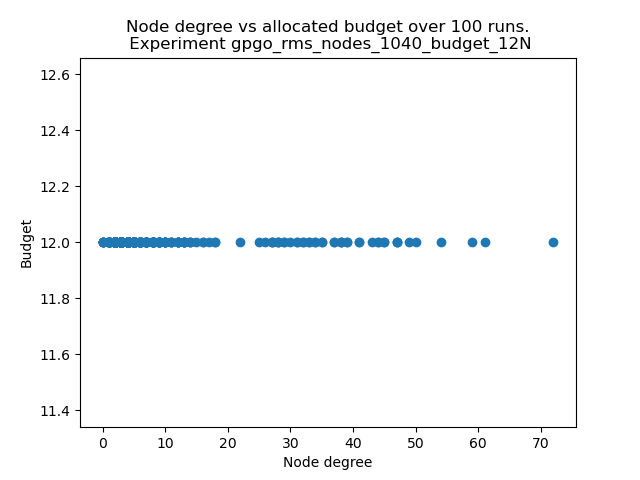 Node degree vs allocated budget over 100 runs.
Experiment gpgo_rms_nodes_1040_budget_12N
12.6
12.4
12.2
12.0
11.8
11.6
11.4
Budget
0 10 20 30 40 50 60 70
Node degree